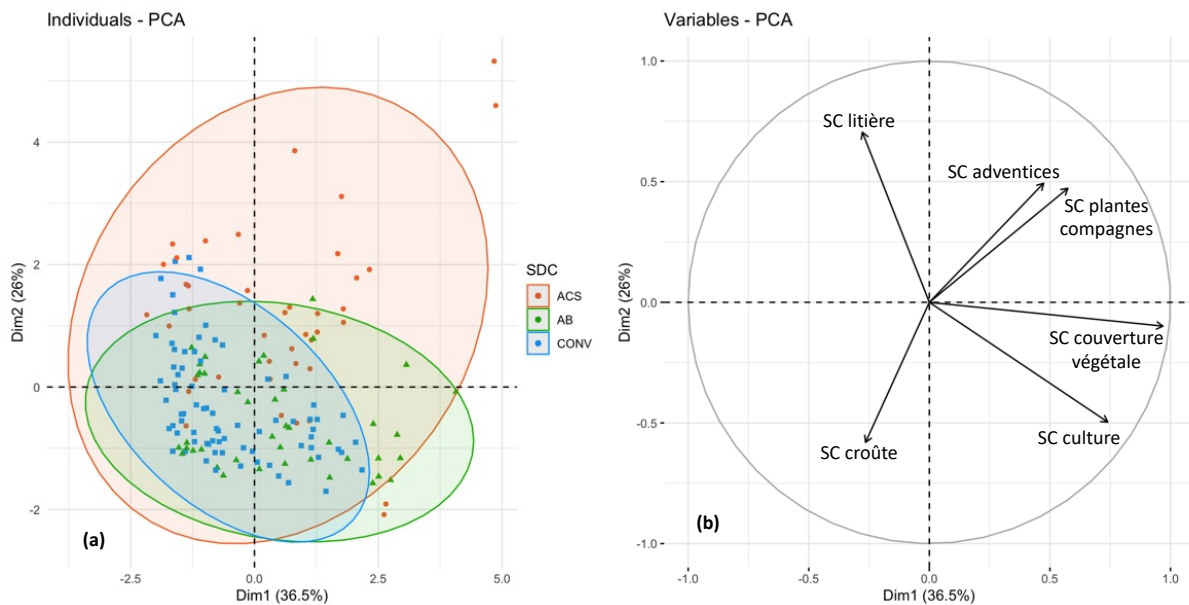 Individuals - PCA
4
2
0
-2
Dim2 (26%)
-2.5
0.0
2.5
5.0
Dim1 (36.5%)
(a)
SDC
ACS
AB
CONV
Variables - PCA
1.0
0.5
0.0
-0.5
-1.0
Dim2 (26%)
SC litière
SC adventices
SC plantes
compagnes
SC couverture
végétale
SC culture
SC croûte
(b)
-1.0
-0.5
0.0
0.5
1.0
Dim1 (36.5%)